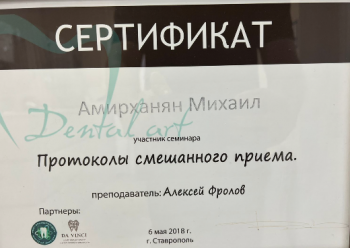 СЕРТИФИКАТ
Амирханян Михаил
Dental art
участник семинара
Протоколы смешанного приема.
преподаватель: Алексей Фролов
Партнеры:
DA VINCI
6 мая 2018 г.
г. Ставрополь